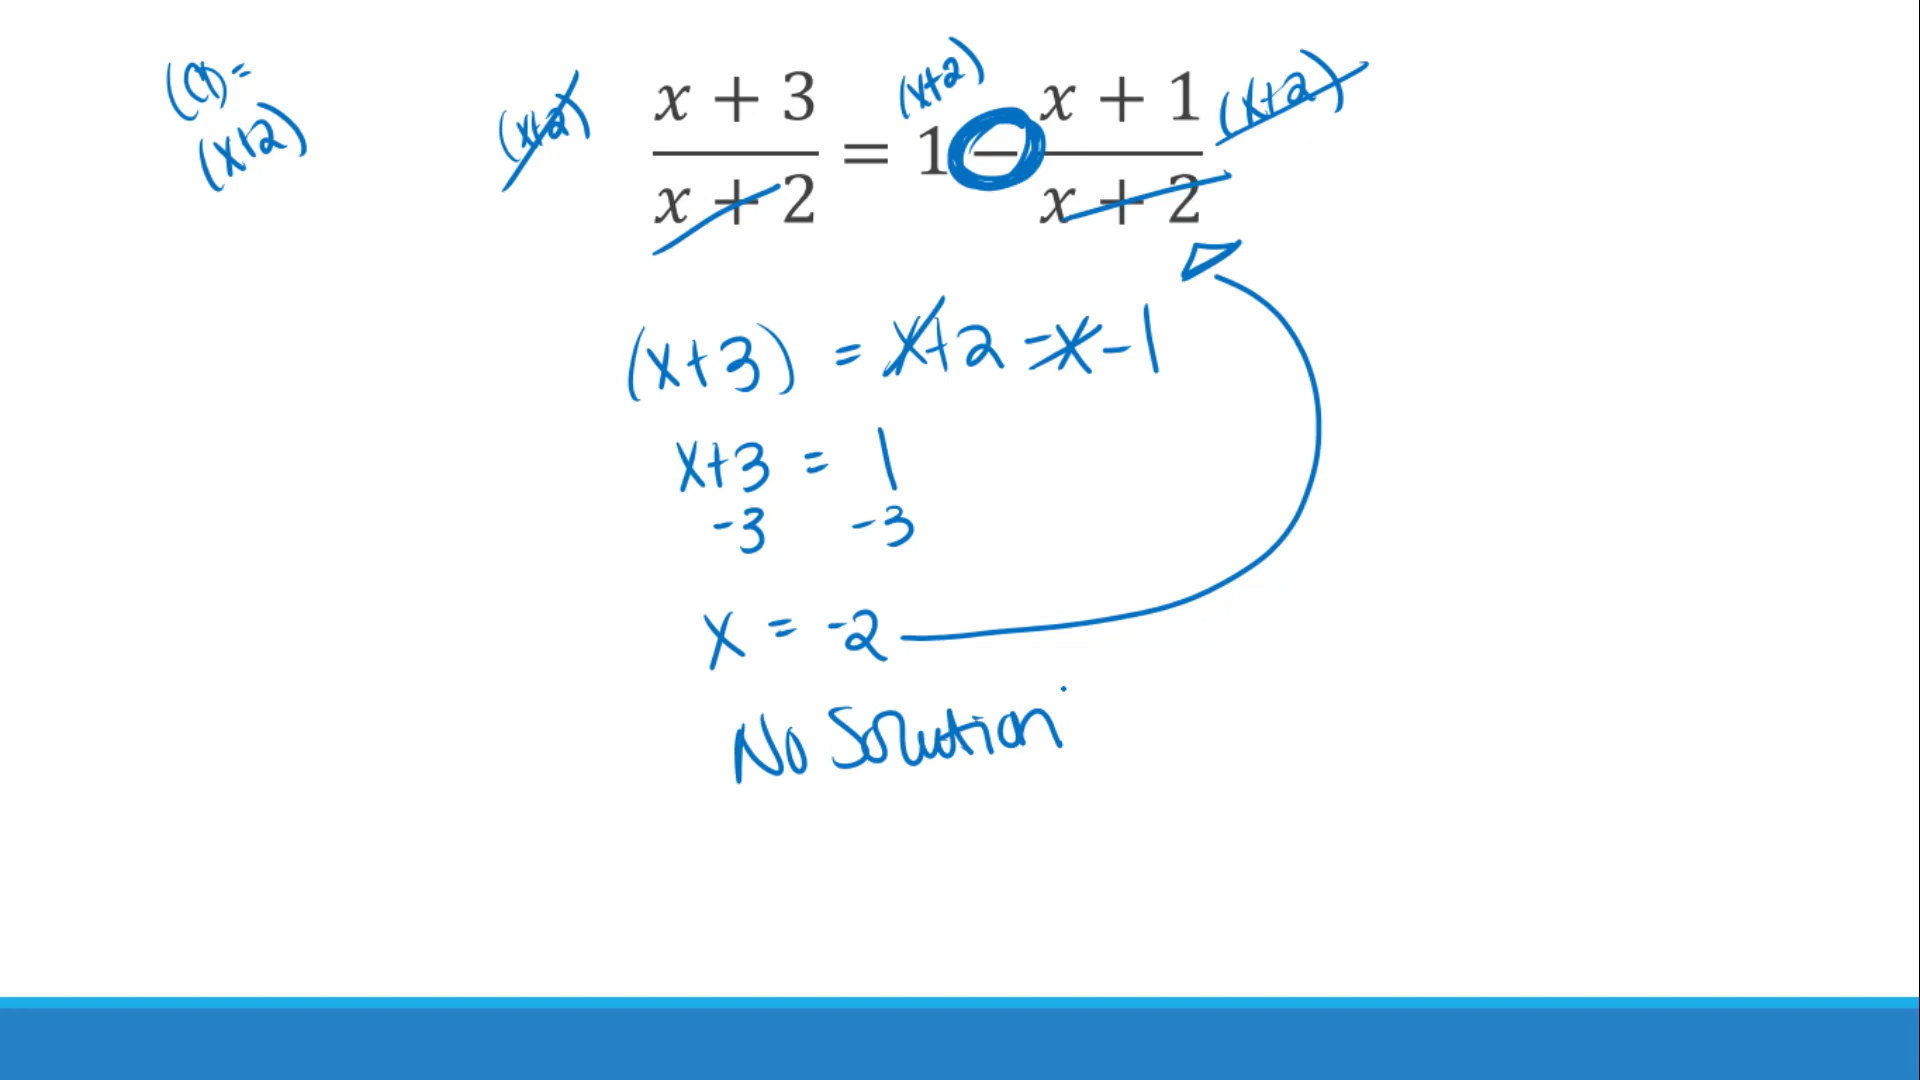 (CD) =
(x+2)
(x+2) (x+3)/(x+2) = 1(x+2) − (x+1)/(x+2) (x+2)
(x+3) = x+2 -x-1
x+3 = 1
-3 -3
x = -2
No Solution